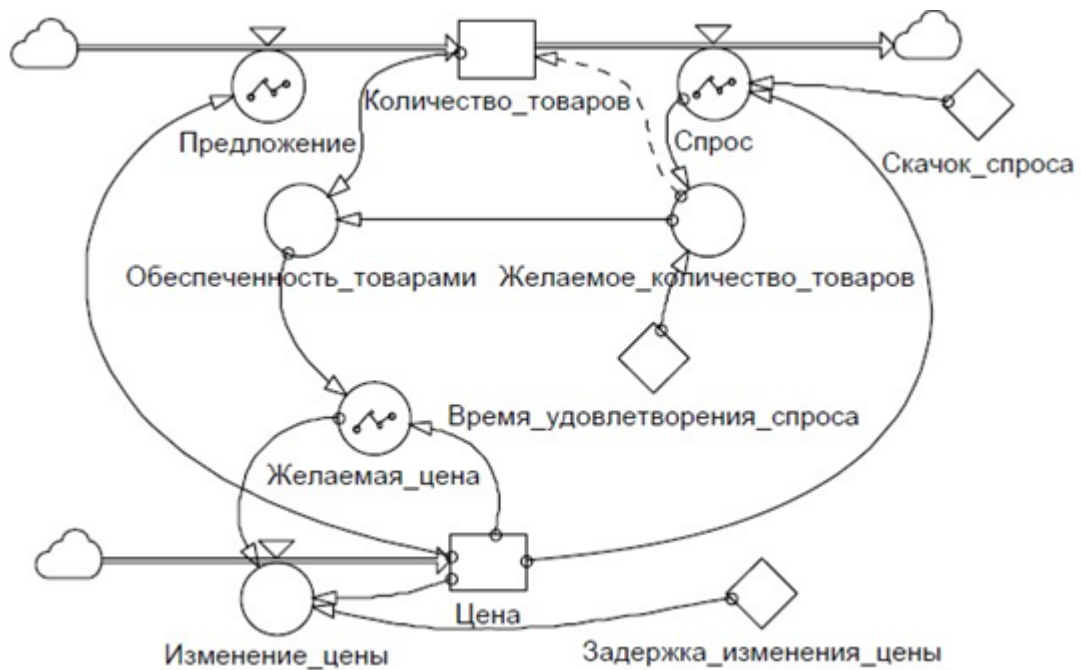 Количество_товаров
Предложение
Спрос
Скачок_спроса
Обеспеченность_товарами
Желаемое_количество_товаров
Время_удовлетворения_спроса
Желаемая_цена
Цена
Изменение_цены
Задержка_изменения_цены